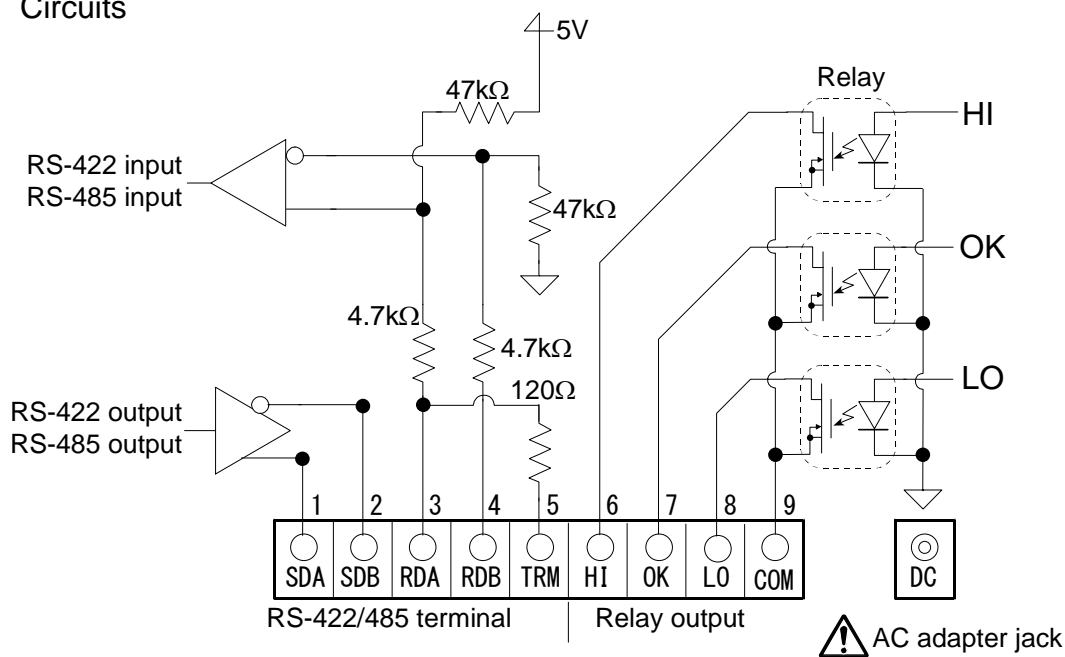 Circuits
5V
47kΩ
Relay
HI
RS-422 input
RS-485 input
47kΩ
OK
4.7kΩ
4.7kΩ
120Ω
LO
RS-422 output
RS-485 output
1 2 3 4 5 6 7 8 9
SDA SDB RDA RDB TRM HI OK LO COM DC
RS-422/485 terminal Relay output
AC adapter jack